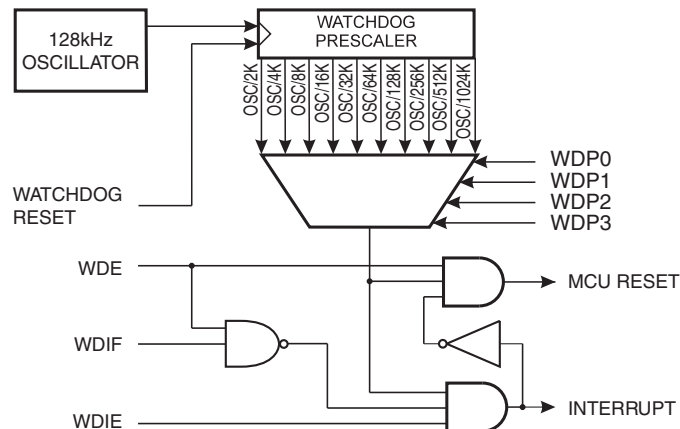 128kHz
OSCILLATOR
WATCHDOG
PRESCALER
OSC/2K
OSC/4K
OSC/8K
OSC/16K
OSC/32K
OSC/64K
OSC/128K
OSC/256K
OSC/512K
OSC/1024K
WDP0
WDP1
WDP2
WDP3
WATCHDOG
RESET
WDE
MCU RESET
WDIF
INTERRUPT
WDIE